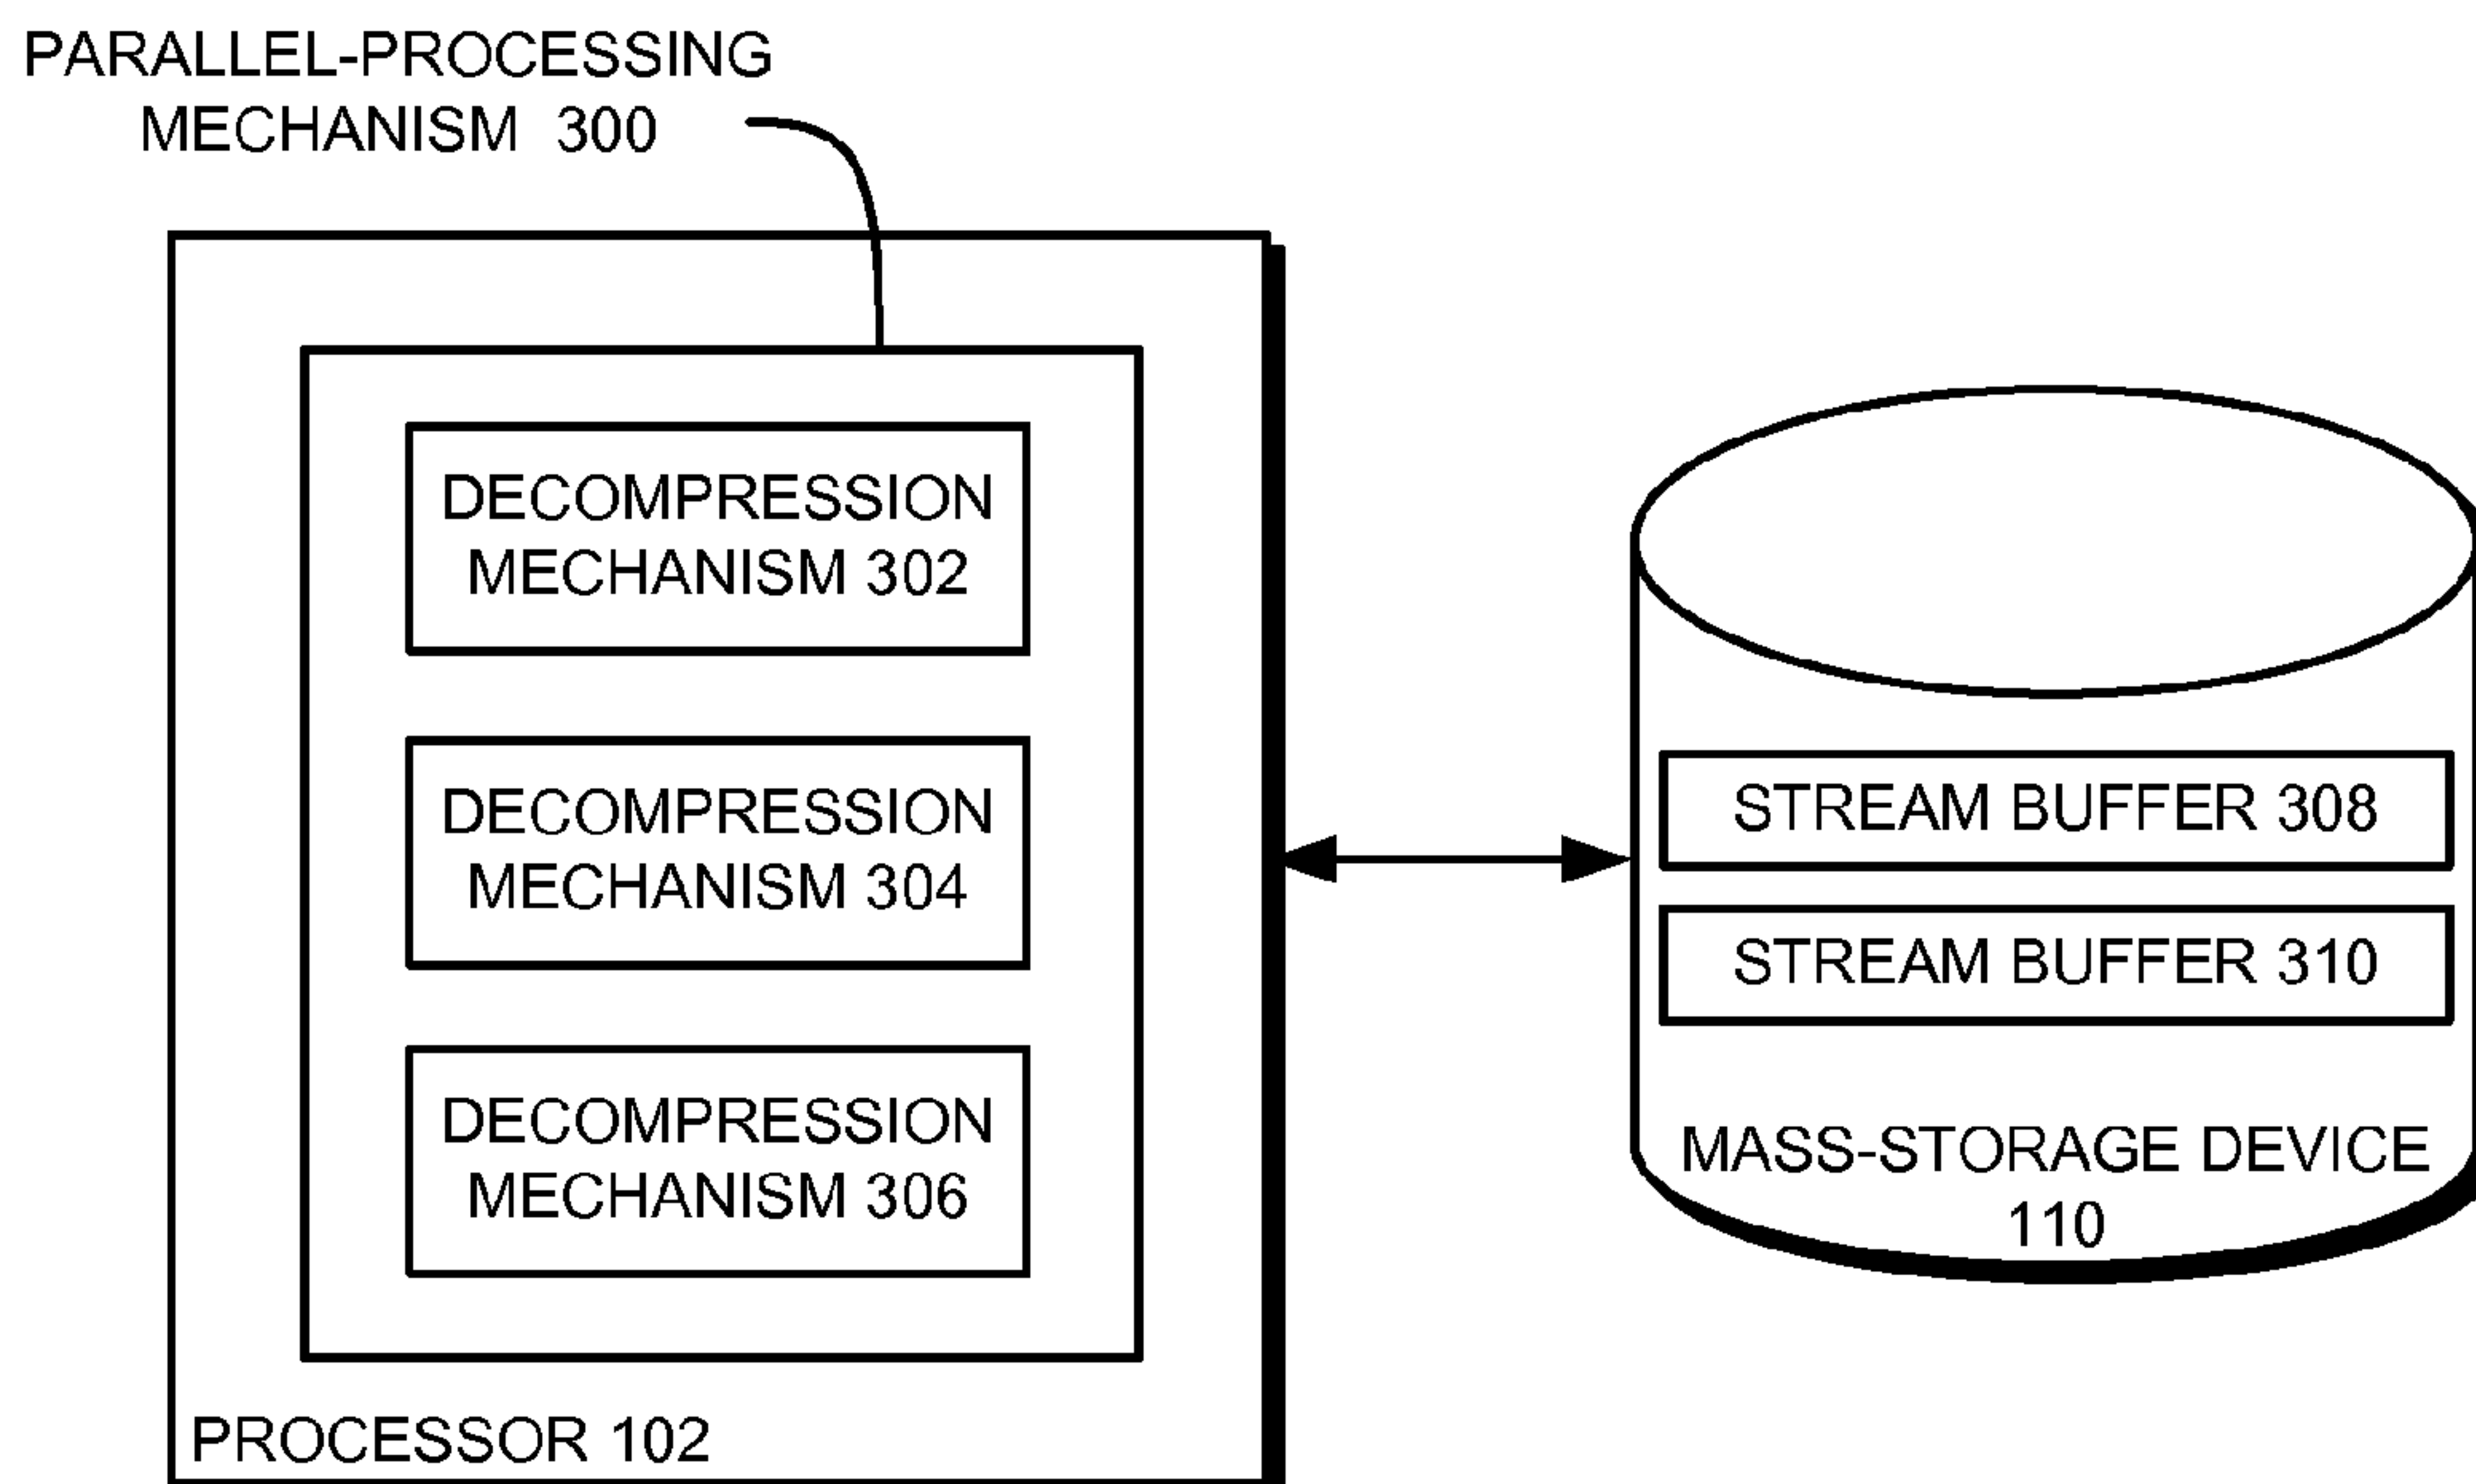 PARALLEL-PROCESSING
MECHANISM 300
DECOMPRESSION
MECHANISM 302
DECOMPRESSION
MECHANISM 304
DECOMPRESSION
MECHANISM 306
PROCESSOR 102
STREAM BUFFER 308
STREAM BUFFER 310
MASS-STORAGE DEVICE
110